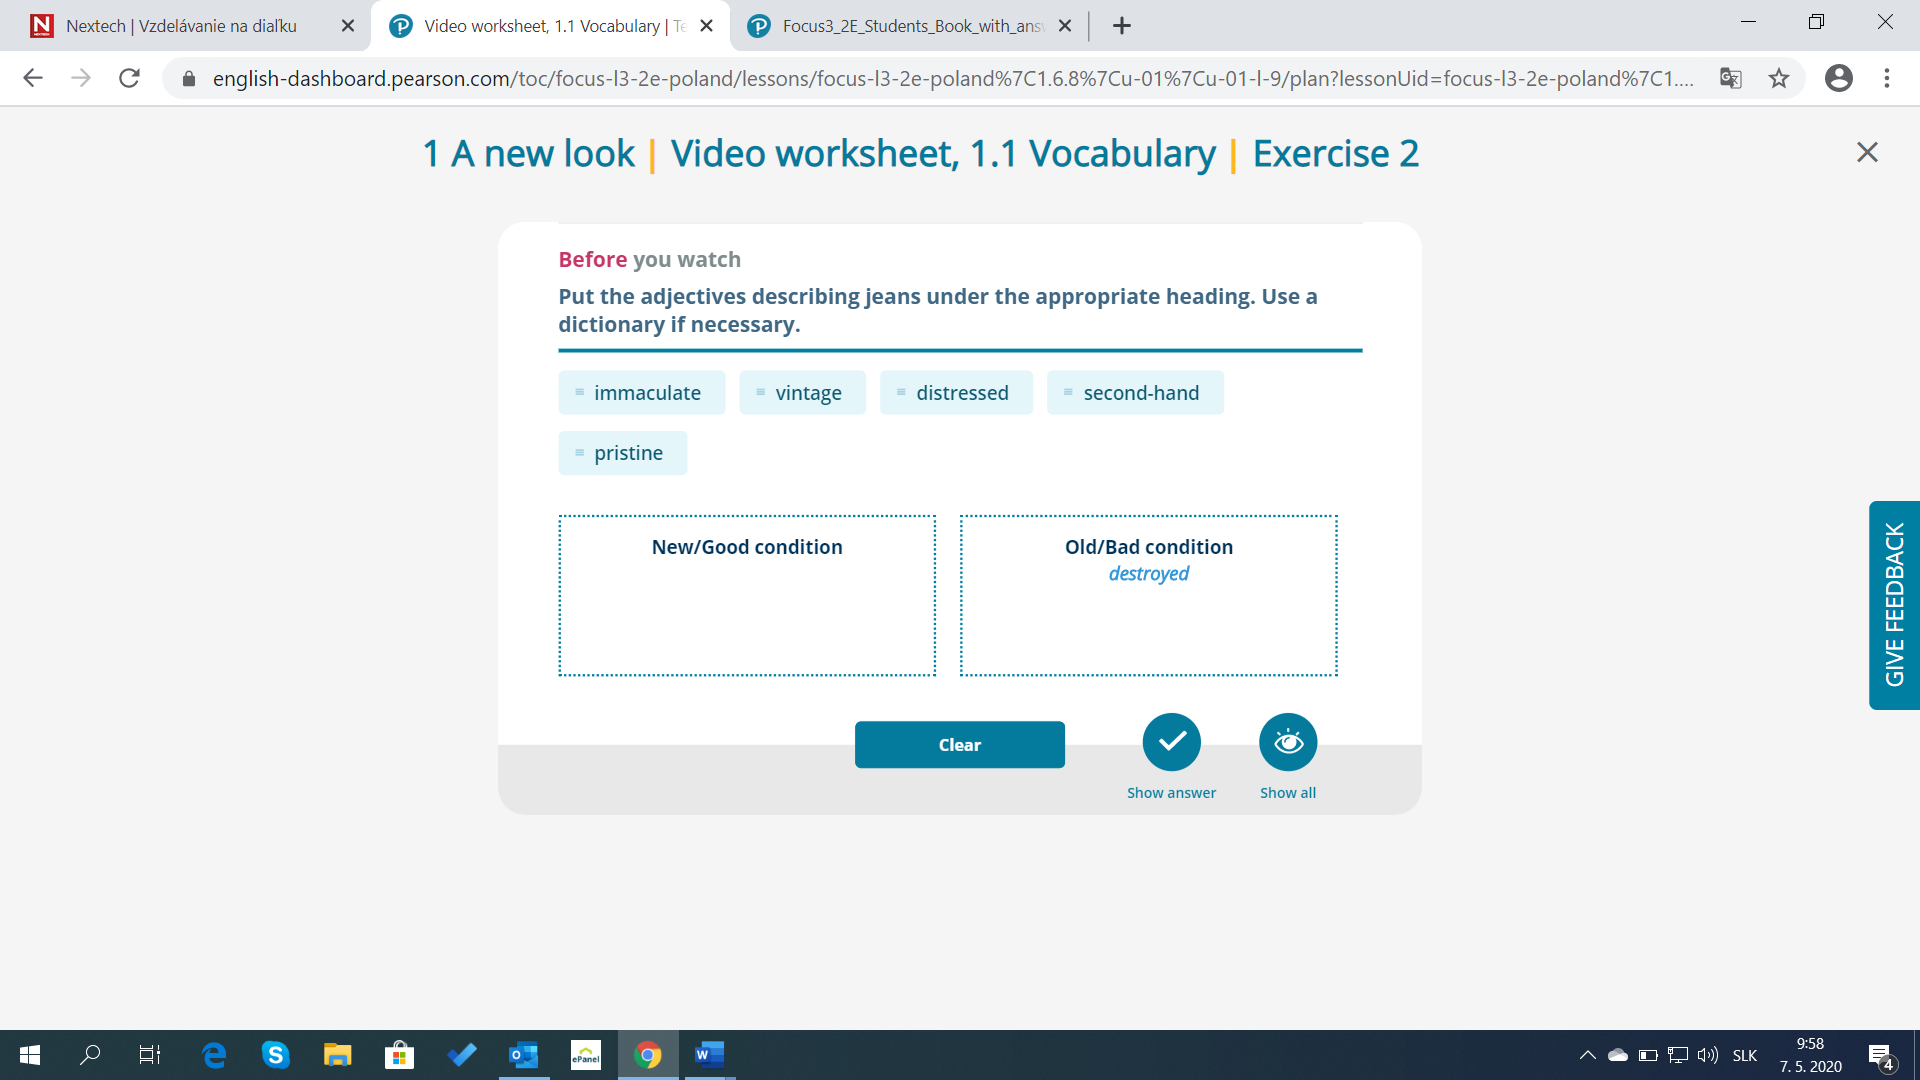 Nextech | Vzdelávanie na diaľku
Video worksheet, 1.1 Vocabulary | Te
Focus3_2E_Students_Book_with_answ
english-dashboard.pearson.com/toc/focus-l3-2e-poland/lessons/focus-l3-2e-poland%7C1.6.8%7Cu-01%7Cu-01-l-9/plan?lessonUid=focus-l3-2e-poland%7C1....
1 A new look | Video worksheet, 1.1 Vocabulary | Exercise 2
Before you watch
Put the adjectives describing jeans under the appropriate heading. Use a
dictionary if necessary.
immaculate vintage distressed second-hand
pristine
New/Good condition
Old/Bad condition
destroyed
Clear
Show answer
Show all
GIVE FEEDBACK
ePanel
SLK
9:58
7. 5. 2020
4